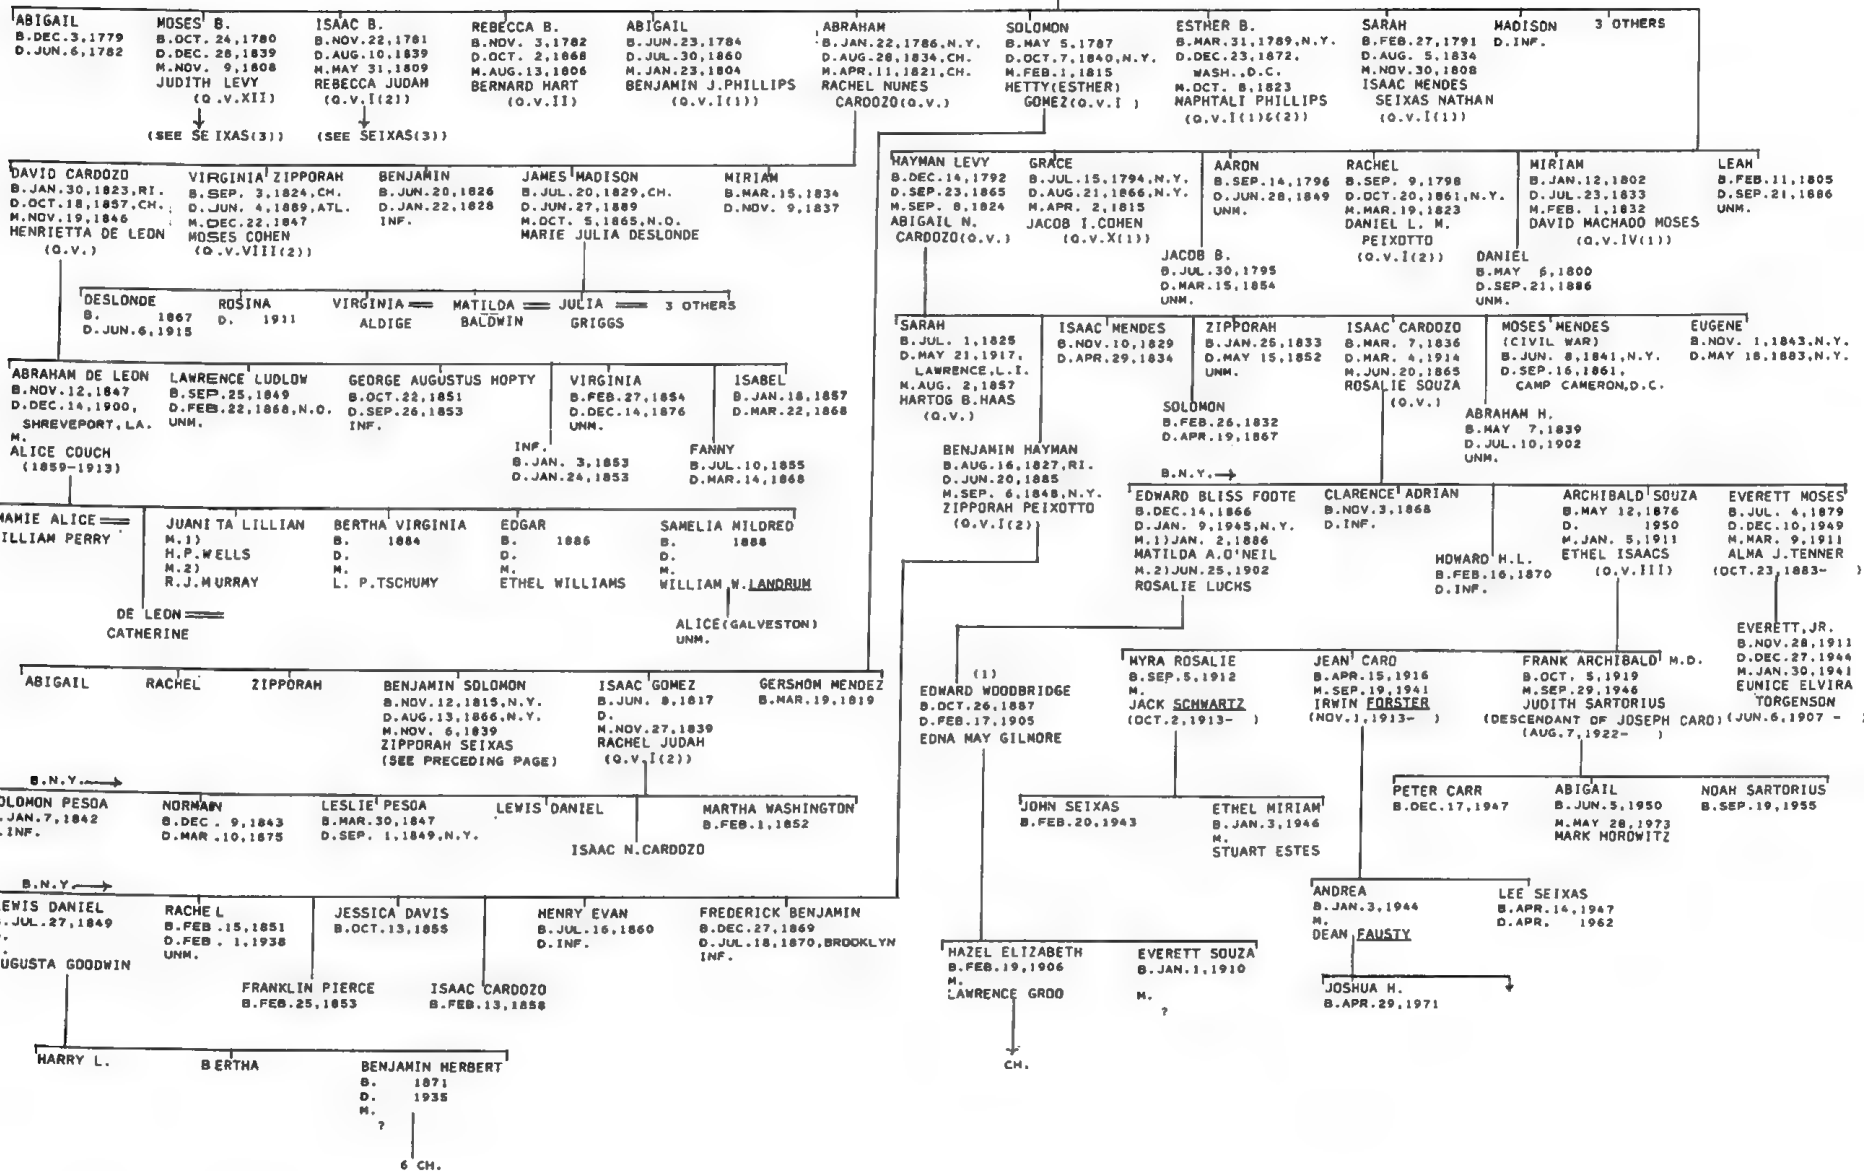 ABIGAIL
B.DEC.3,1779
D.JUN.6,1782
MOSES B.
B.OCT. 24,1780
D.DEC. 28,1839
M.NOV. 9,1808
JUDITH LEVY
(Q.V.XII)
(SEE SEIXAS(3))
ISAAC B.
B.NOV.22,1781
D.AUG.10,1839
M.MAY 31,1809
REBECCA JUDAH
(Q.V.I(2))
(SEE SEIXAS(3))
REBECCA B.
B.NOV. 3,1782
D.OCT. 2,1868
M.AUG.13,1806
BERNARD HART
(Q.V.II)
ABIGAIL
B.JUN.23,1784
D.JUL.30,1860
M.JAN.23,1804
BENJAMIN J.PHILLIPS
(Q.V.I(1))
ABRAHAM
B.JAN.22,1786,N.Y.
D.AUG.28,1834,CH.
M.APR.11,1821,CH.
RACHEL NUNES
CARDOZO(Q.V.)
SOLOMON
B.MAY 5,1787
D.OCT.7,1840,N.Y.
M.FEB.1,1815
HETTY(ESTHER)
GOMEZ(Q.V.I )
ESTHER B.
B.MAR.31,1789,N.Y.
D.DEC.23,1872,
WASH.,D.C.
M.OCT. 8,1823
NAPHTALI PHILLIPS
(Q.V.I(1)&(2))
SARAH
B.FEB.27,1791
D.AUG. 5,1834
M.NOV.30,1808
ISAAC MENDES
SEIXAS NATHAN
(Q.V.I(1))
MADISON
D.INF.
3 OTHERS
DAVID CARDOZO
B.JAN.30,1823,RI.
D.OCT.18,1857,CH.
M.NOV.19,1846
HENRIETTA DE LEON
(Q.V.)
VIRGINIA ZIPPORAH
B.SEP. 3,1824,CH.
D.JUN. 4,1889,ATL.
M.DEC.22,1847
MOSES COHEN
(Q.V.VIII(2))
BENJAMIN
B.JUN.20,1826
D.JAN.22,1828
INF.
JAMES MADISON
B.JUL.20,1829,CH.
D.JUN.27,1889
M.OCT. 5,1865,N.O.
MARIE JULIA DESLONDE
MIRIAM
B.MAR.15,1834
D.NOV. 9,1837
HAYMAN LEVY
B.DEC.14,1792
D.SEP.23,1865
M.SEP. 8,1824
ABIGAIL N.
CARDOZO(Q.V.)
GRACE
B.JUL.15,1794,N.Y.
D.AUG.21,1866,N.Y.
M.APR. 2,1815
JACOB I.COHEN
(Q.V.X(1))
AARON
B.SEP.14,1796
D.JUN.28,1849
UNM.
RACHEL
B.SEP. 9,1798
D.OCT.20,1861,N.Y.
M.MAR.19,1823
DANIEL L. M.
PEIXOTTO
(Q.V.I(2))
MIRIAM
B.JAN.12,1802
D.JUL.23,1833
M.FEB. 1,1832
DAVID MACHADO MOSES
(Q.V.IV(1))
LEAH
B.FEB.11,1805
D.SEP.21,1886
UNM.
JACOB B.
B.JUL.30,1795
D.MAR.15,1854
UNM.
DANIEL
B.MAY 6,1800
D.SEP.21,1886
UNM.
DESLONDE
B. 1867
D.JUN.6,1915
ROSINA
D. 1911
VIRGINIA
ALDIGE
MATILDA
BALDWIN
JULIA
GRIGGS
3 OTHERS
SARAH
B.JUL. 1,1825
D.MAY 21,1917,
LAWRENCE,L.I.
M.AUG. 2,1857
HARTOG B.HAAS
(Q.V.)
ISAAC MENDES
B.NOV.10,1829
D.APR.29,1834
ZIPPORAH
B.JAN.25,1833
D.MAY 15,1852
UNM.
ISAAC CARDOZO
B.MAR. 7,1836
D.MAR. 4,1914
M.JUN.20,1865
ROSALIE SOUZA
(Q.V.)
MOSES MENDES
(CIVIL WAR)
B.JUN. 8,1841,N.Y.
D.SEP.16,1861,
CAMP CAMERON,D.C.
EUGENE
B.NOV. 1,1843,N.Y.
D.MAY 18,1883,N.Y.
SOLOMON
B.FEB.26,1832
D.APR.19,1867
ABRAHAM H.
B.MAY 7,1839
D.JUL.10,1902
UNM.
BENJAMIN HAYMAN
B.AUG.16,1827,RI.
D.JUN.20,1885
M.SEP. 6,1848,N.Y.
ZIPPORAH PEIXOTTO
(Q.V.I(2))
ABRAHAM DE LEON
B.NOV.12,1847
D.DEC.14,1900,
SHREVEPORT,LA.
M.
ALICE COUCH
(1859-1913)
LAWRENCE LUDLOW
B.SEP.25,1849
D.FEB.22,1868,N.O.
UNM.
GEORGE AUGUSTUS HOPTY
B.OCT.22,1851
D.SEP.26,1853
INF.
VIRGINIA
B.FEB.27,1854
D.DEC.14,1876
UNM.
ISABEL
B.JAN.18,1857
D.MAR.22,1868
INF.
B.JAN. 3,1853
D.JAN.24,1853
FANNY
B.JUL.10,1855
D.MAR.14,1868
B.N.Y.→
EDWARD BLISS FOOTE
B.DEC.14,1866
D.JAN. 9,1945,N.Y.
M.1)JAN. 2,1886
MATILDA A.O'NEIL
M.2)JUN.25,1902
ROSALIE LUCHS
CLARENCE ADRIAN
B.NOV.3,1868
D.INF.
HOWARD H.L.
B.FEB.16,1870
D.INF.
ARCHIBALD SOUZA
B.MAY 12,1876
D. 1950
M.JAN. 5,1911
ETHEL ISAACS
(Q.V.III)
EVERETT MOSES
B.JUL. 4,1879
D.DEC.10,1949
M.MAR. 9,1911
ALMA J.TENNER
(OCT.23,1883- )
MAMIE ALICE
ILLIAM PERRY
JUANITA LILLIAN
M.1)
H.P.WELLS
M.2)
R.J.MURRAY
BERTHA VIRGINIA
B. 1884
D.
M.
L. P.TSCHUMY
EDGAR
B. 1886
D.
M.
ETHEL WILLIAMS
SAMELIA MILDRED
B. 1888
D.
M.
WILLIAM W.LANDRUM
DE LEON
CATHERINE
ALICE(GALVESTON)
UNM.
EVERETT,JR.
B.NOV.28,1911
D.DEC.27,1944
M.JAN.30,1941
EUNICE ELVIRA
TORGENSON
(JUN.6,1907 - )
ABIGAIL
RACHEL
ZIPPORAH
BENJAMIN SOLOMON
B.NOV.12,1815,N.Y.
D.AUG.13,1866,N.Y.
M.NOV. 6,1839
ZIPPORAH SEIXAS
(SEE PRECEDING PAGE)
ISAAC GOMEZ
B.JUN. 8,1817
D.
M.NOV.27,1839
RACHEL JUDAH
(Q.V.I(2))
GERSHOM MENDEZ
B.MAR.19,1819
(1)
EDWARD WOODBRIDGE
B.OCT.26,1887
D.FEB.17,1905
EDNA MAY GILMORE
MYRA ROSALIE
B.SEP.5,1912
M.
JACK SCHWARTZ
(OCT.2,1913- )
JEAN CARO
B.APR.15,1916
M.SEP.19,1941
IRWIN FORSTER
(NOV.1,1913- )
FRANK ARCHIBALD M.D.
B.OCT. 5,1919
M.SEP.29,1946
JUDITH SARTORIUS
(DESCENDANT OF JOSEPH CARO)
(AUG.7,1922- )
B.N.Y.→
OLOMON PESOA
.JAN.7,1842
.INF.
NORMAN
B.DEC. 9,1843
D.MAR.10,1875
LESLIE PESOA
B.MAR.30,1847
D.SEP. 1,1849,N.Y.
LEWIS DANIEL
ISAAC N.CARDOZO
MARTHA WASHINGTON
B.FEB.1,1852
JOHN SEIXAS
B.FEB.20,1943
ETHEL MIRIAM
B.JAN.3,1946
M.
STUART ESTES
PETER CARR
B.DEC.17,1947
ABIGAIL
B.JUN.5,1950
M.MAY 28,1973
MARK HOROWITZ
NOAH SARTORIUS
B.SEP.19,1955
B.N.Y.→
LEWIS DANIEL
.JUL.27,1849
.
UGUSTA GOODWIN
RACHEL
B.FEB.15,1851
D.FEB. 1,1938
UNM.
JESSICA DAVIS
B.OCT.13,1855
HENRY EVAN
B.JUL.16,1860
D.INF.
FREDERICK BENJAMIN
B.DEC.27,1869
D.JUL.18,1870,BROOKLYN
INF.
FRANKLIN PIERCE
B.FEB.25,1853
ISAAC CARDOZO
B.FEB.13,1858
ANDREA
B.JAN.3,1944
M.
DEAN FAUSTY
LEE SEIXAS
B.APR.14,1947
D.APR. 1962
HAZEL ELIZABETH
B.FEB.19,1906
M.
LAWRENCE GROO
CH.
EVERETT SOUZA
B.JAN.1,1910
M.
?
JOSHUA H.
B.APR.29,1971
HARRY L.
BERTHA
BENJAMIN HERBERT
B. 1871
D. 1935
M.
?
6 CH.